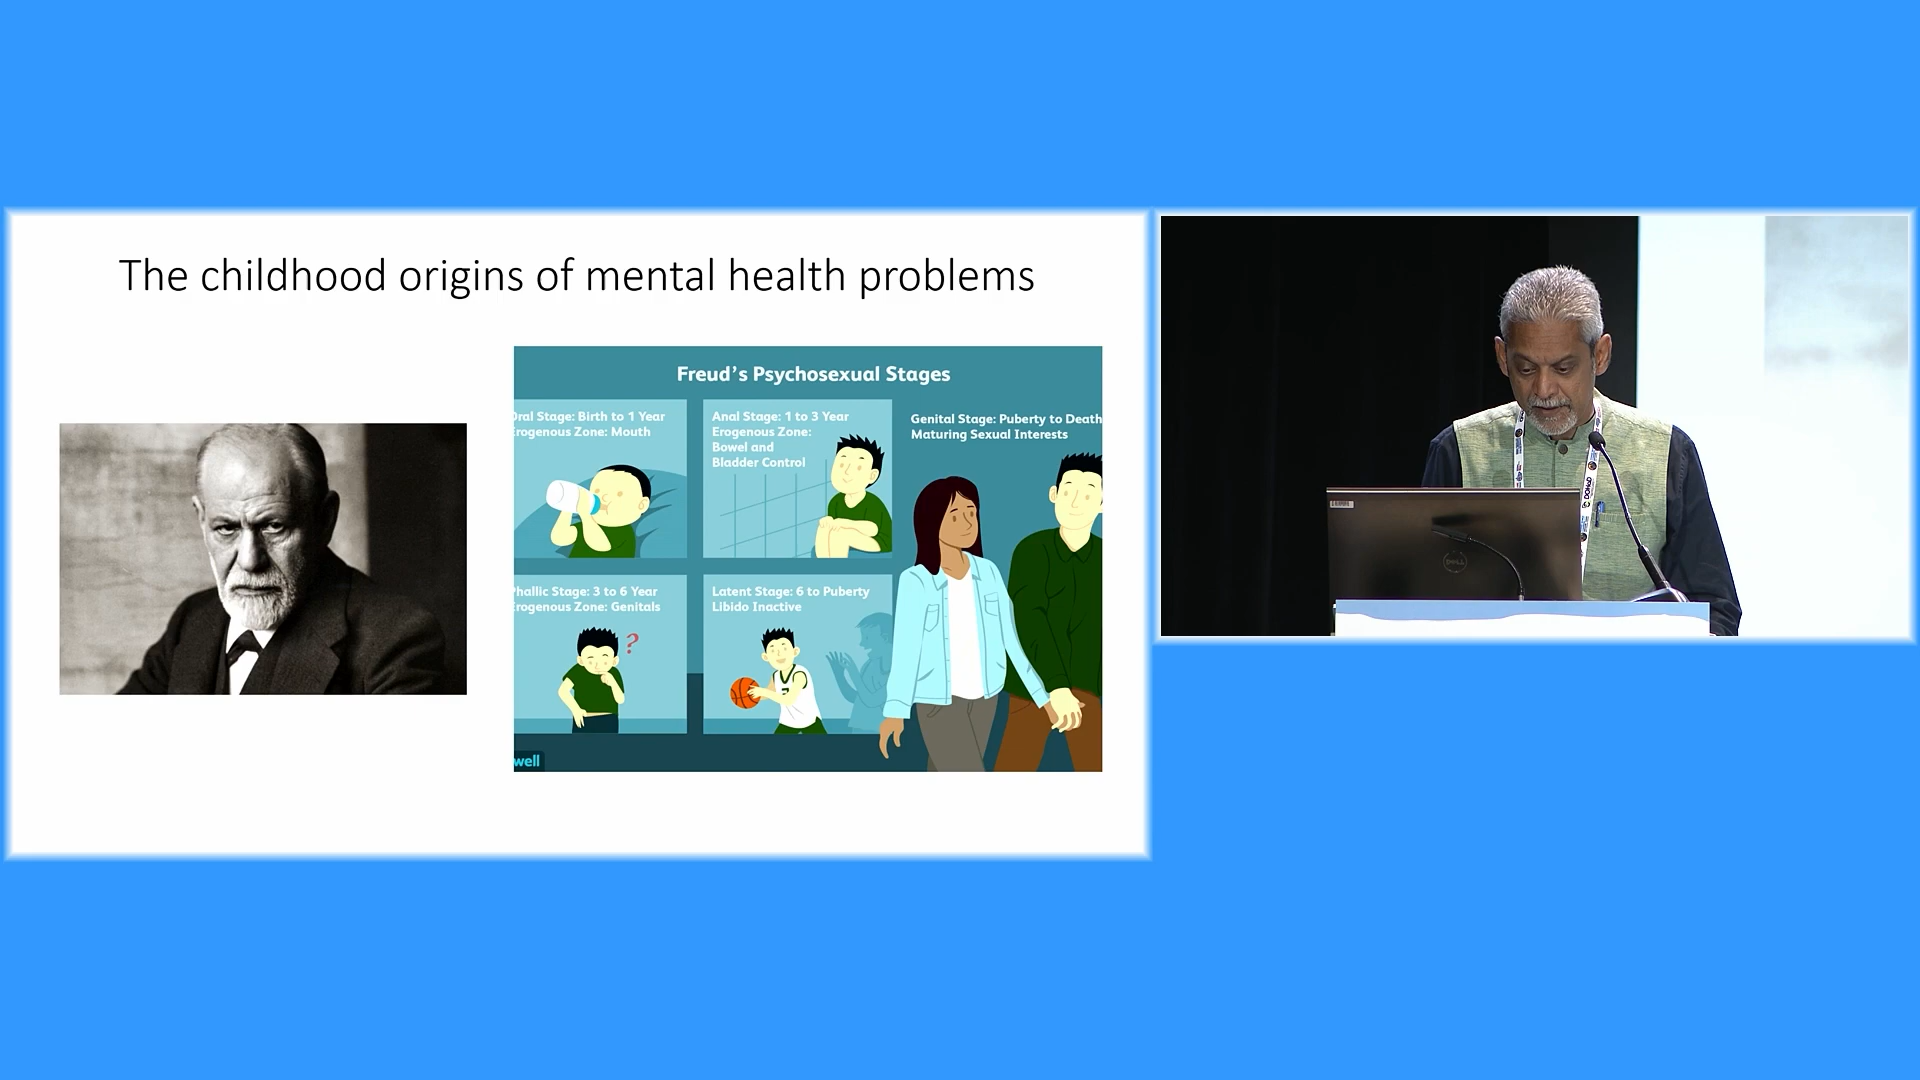 The childhood origins of mental health problems
Freud's Psychosexual Stages
Oral Stage: Birth to 1 Year
Erogenous Zone: Mouth
Anal Stage: 1 to 3 Year
Erogenous Zone:
Bowel and
Bladder Control
Genital Stage: Puberty to Death
Maturing Sexual Interests
Phallic Stage: 3 to 6 Year
Erogenous Zone: Genitals
?
Latent Stage: 6 to Puberty
Libido Inactive
well
DELL
DOHaD